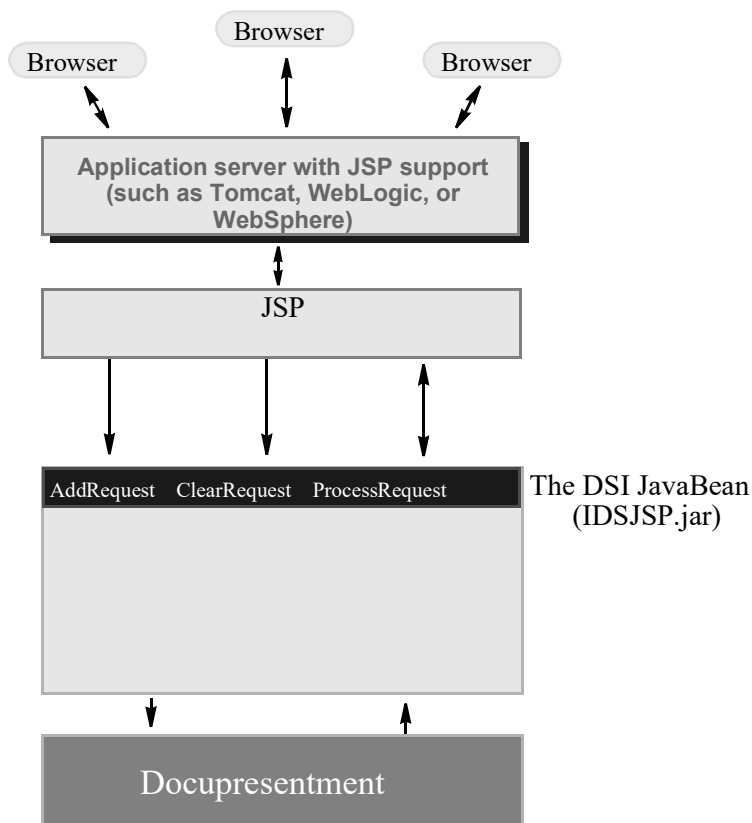 Browser
Browser
Browser
Application server with JSP support
(such as Tomcat, WebLogic, or
WebSphere)
JSP
AddRequest ClearRequest ProcessRequest
The DSI JavaBean
(IDSJSP.jar)
Docupresentment